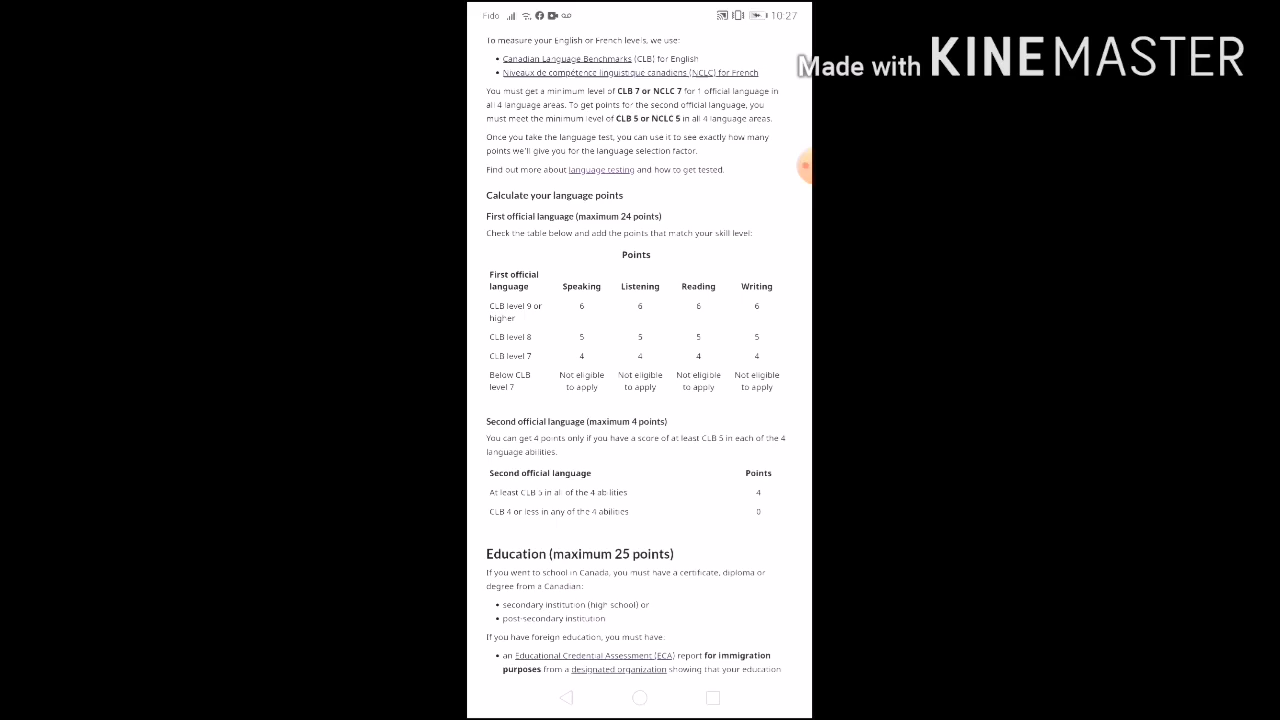 Fido 10:27
Made with KINEMASTER
To measure your English or French levels, we use:
• Canadian Language Benchmarks (CLB) for English
• Niveaux de compétence linguistique canadiens (NCLC) for French
You must get a minimum level of CLB 7 or NCLC 7 for 1 official language in
all 4 language areas. To get points for the second official language, you
must meet the minimum level of CLB 5 or NCLC 5 in all 4 language areas.
Once you take the language test, you can use it to see exactly how many
points we'll give you for the language selection factor.
Find out more about language testing and how to get tested.
Calculate your language points
First official language (maximum 24 points)
Check the table below and add the points that match your skill level:
Points
First official
language Speaking Listening Reading Writing
CLB level 9 or
higher 6 6 6 6
CLB level 8 5 5 5 5
CLB level 7 4 4 4 4
Below CLB Not eligible Not eligible Not eligible Not eligible
level 7 to apply to apply to apply to apply
Second official language (maximum 4 points)
You can get 4 points only if you have a score of at least CLB 5 in each of the 4
language abilities.
Second official language Points
At least CLB 5 in all of the 4 abilities 4
CLB 4 or less in any of the 4 abilities 0
Education (maximum 25 points)
If you went to school in Canada, you must have a certificate, diploma or
degree from a Canadian:
• secondary institution (high school) or
• post-secondary institution
If you have foreign education, you must have:
• an Educational Credential Assessment (ECA) report for immigration
purposes from a designated organization showing that your education